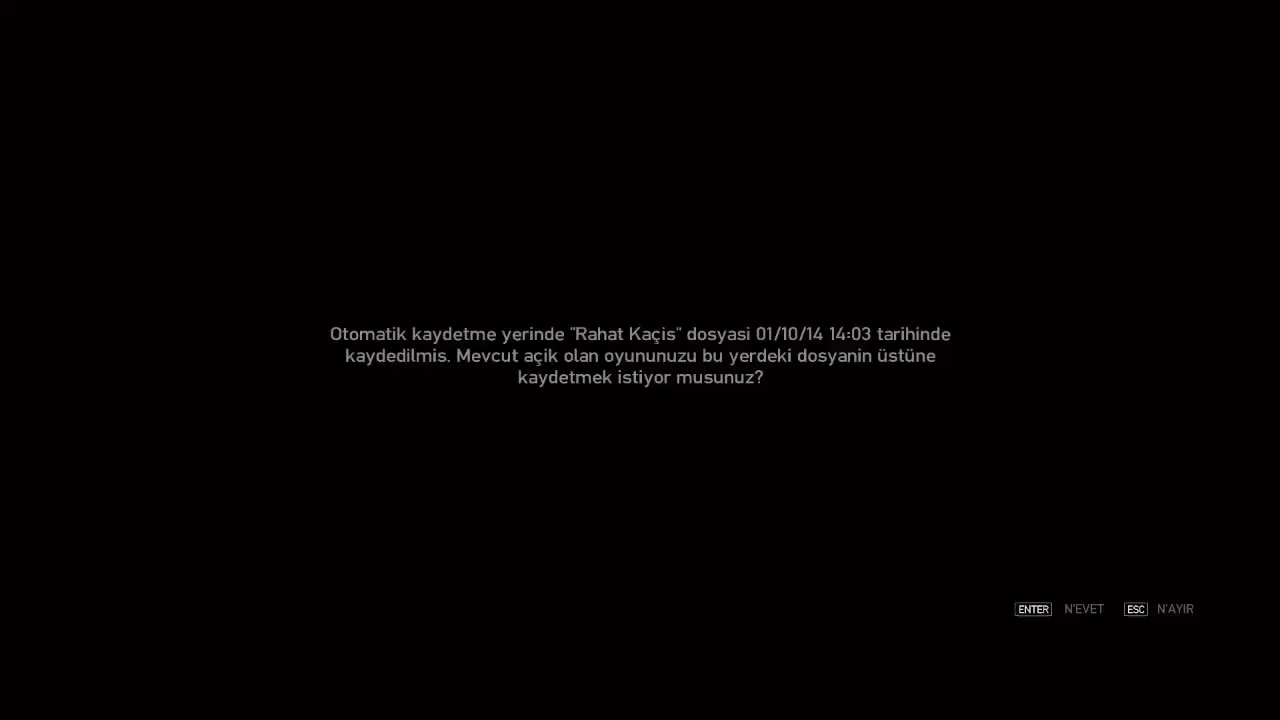 Otomatik kaydetme yerinde "Rahat Kaçis" dosyasi 01/10/14 14:03 tarihinde
kaydedilmis. Mevcut açik olan oyununuzu bu yerdeki dosyanin üstüne
kaydetmek istiyor musunuz?
ENTER N'EVET ESC N'AYIR